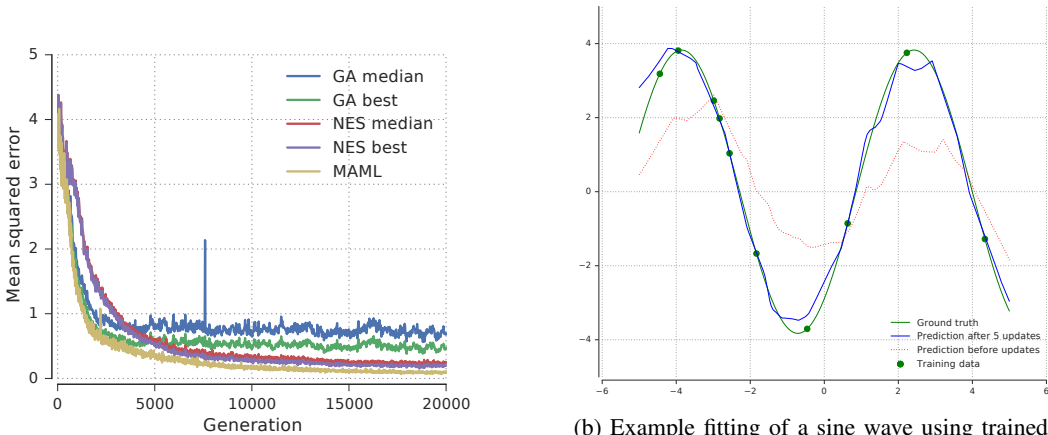 5
4
3
2
1
0
Mean squared error
GA median
GA best
NES median
NES best
MAML
0 5000 10000 15000 20000
Generation
4
2
0
−2
−4
−6 −4 −2 0 2 4 6
Ground truth
Prediction after 5 updates
Prediction before updates
Training data
(b) Example fitting of a sine wave using trained